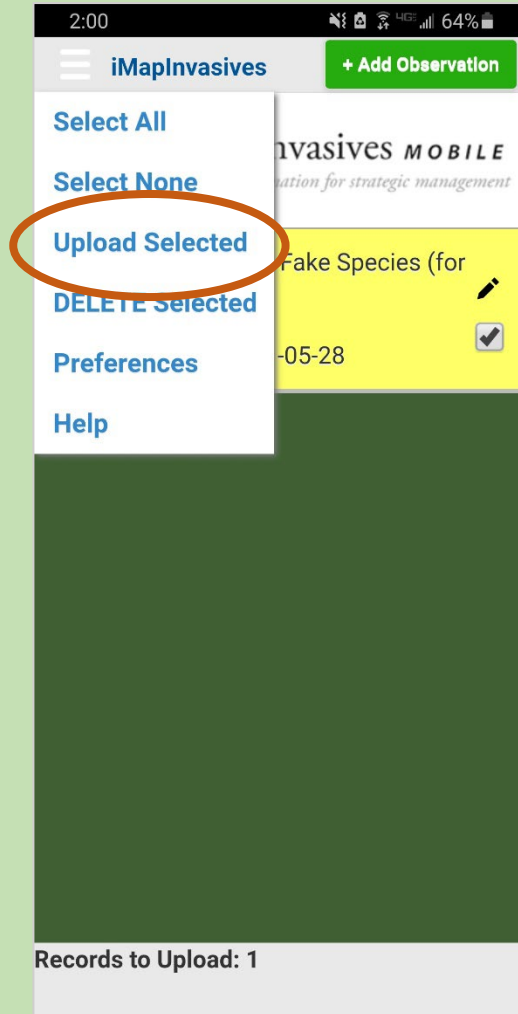 2:00 4GE 64%
iMapInvasives + Add Observation
Select All
nvasives MOBILE
Select None
ation for strategic management
Upload Selected
Fake Species (for
DELETE Selected
Preferences -05-28
Help
Records to Upload: 1